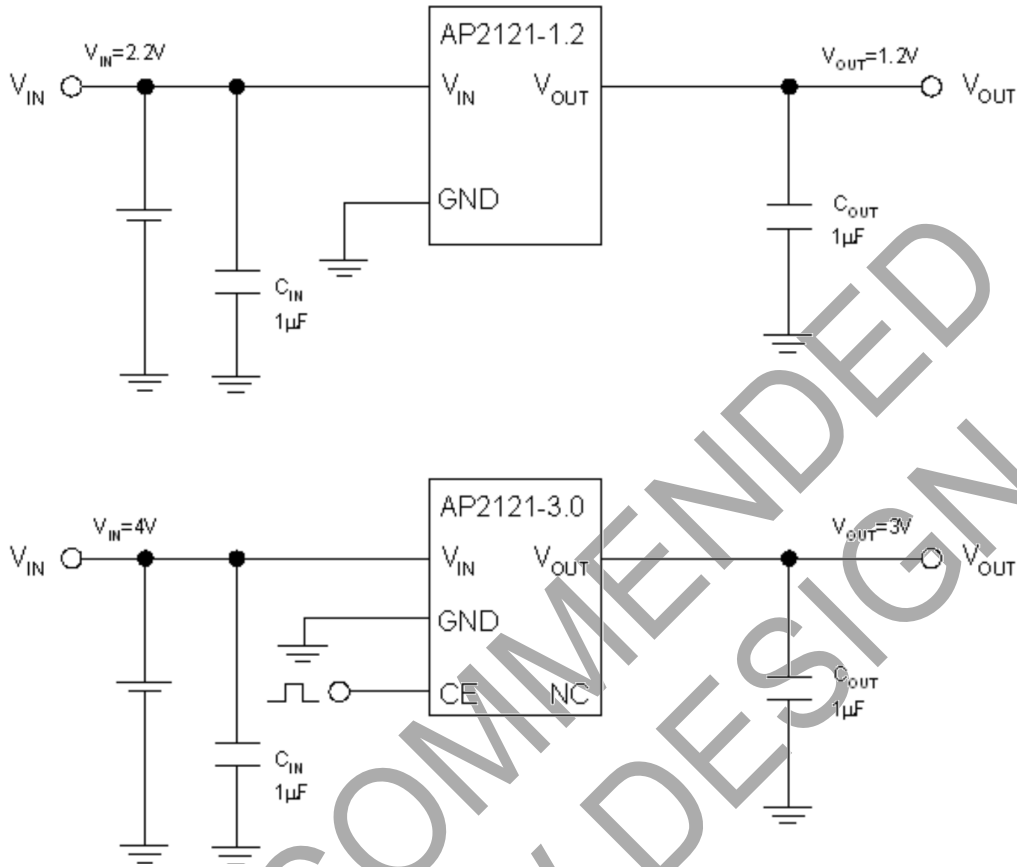 AP2121-1.2
V_IN=2.2V
V_OUT=1.2V
V_IN
V_IN
V_OUT
V_OUT
GND
C_OUT
1µF
C_IN
1µF
AP2121-3.0
V_IN=4V
V_OUT=3V
V_IN
V_IN
V_OUT
V_OUT
GND
CE
NC
C_OUT
1µF
C_IN
1µF
COMMENDED
DESIGN